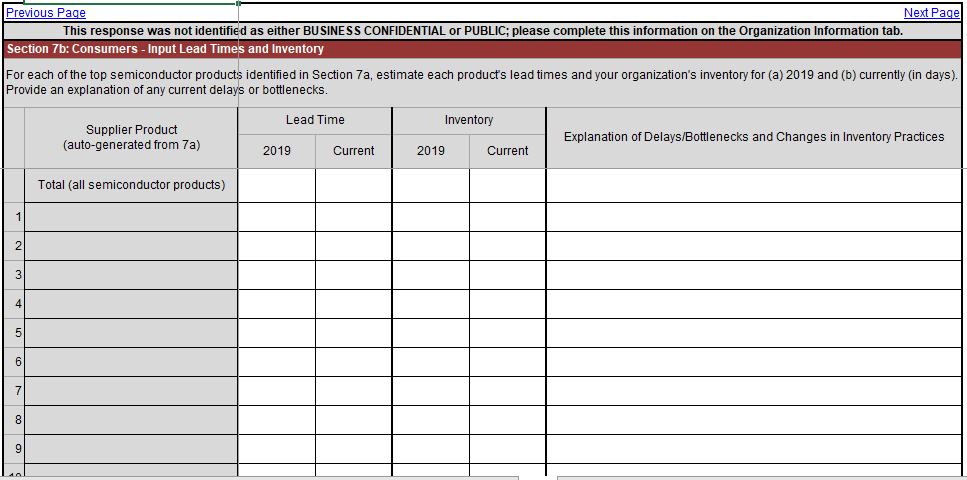 Previous Page Next Page
This response was not identified as either BUSINESS CONFIDENTIAL or PUBLIC; please complete this information on the Organization Information tab.
Section 7b: Consumers - Input Lead Times and Inventory
For each of the top semiconductor products identified in Section 7a, estimate each product's lead times and your organization's inventory for (a) 2019 and (b) currently (in days).
Provide an explanation of any current delays or bottlenecks.
Supplier Product
(auto-generated from 7a)
Lead Time
Inventory
2019
Current
2019
Current
Explanation of Delays/Bottlenecks and Changes in Inventory Practices
Total (all semiconductor products)
1
2
3
4
5
6
7
8
9